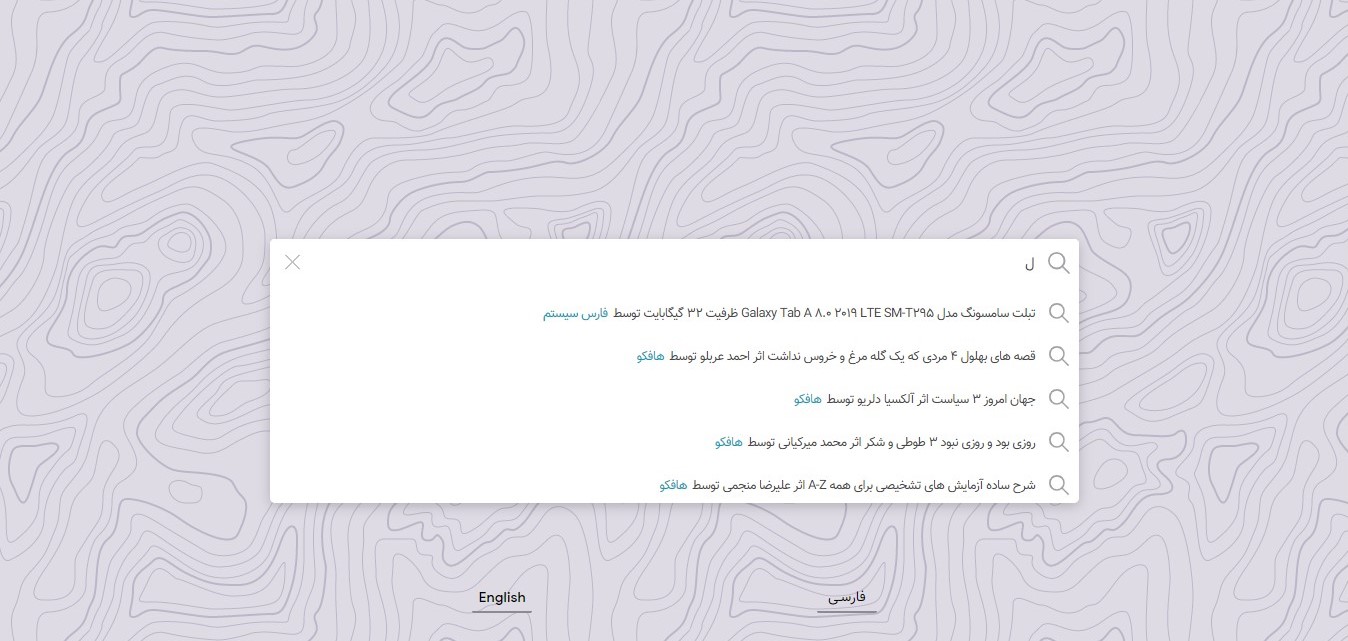 ل
تبلت سامسونگ مدل Galaxy Tab A ۸.۰ ۲۰۱۹ LTE SM-T۲۹۵ ظرفیت ۳۲ گیگابایت توسط فارس سیستم
قصه های بهلول ۴ مردی که یک گله مرغ و خروس نداشت اثر احمد عربلو توسط هافکو
جهان امروز ۳ سیاست اثر آلکسیا دلریو توسط هافکو
روزی بود و روزی نبود ۳ طوطی و شکر اثر محمد میرکیانی توسط هافکو
شرح ساده آزمایش های تشخیصی برای همه A-Z اثر علیرضا منجمی توسط هافکو
فارسی
English